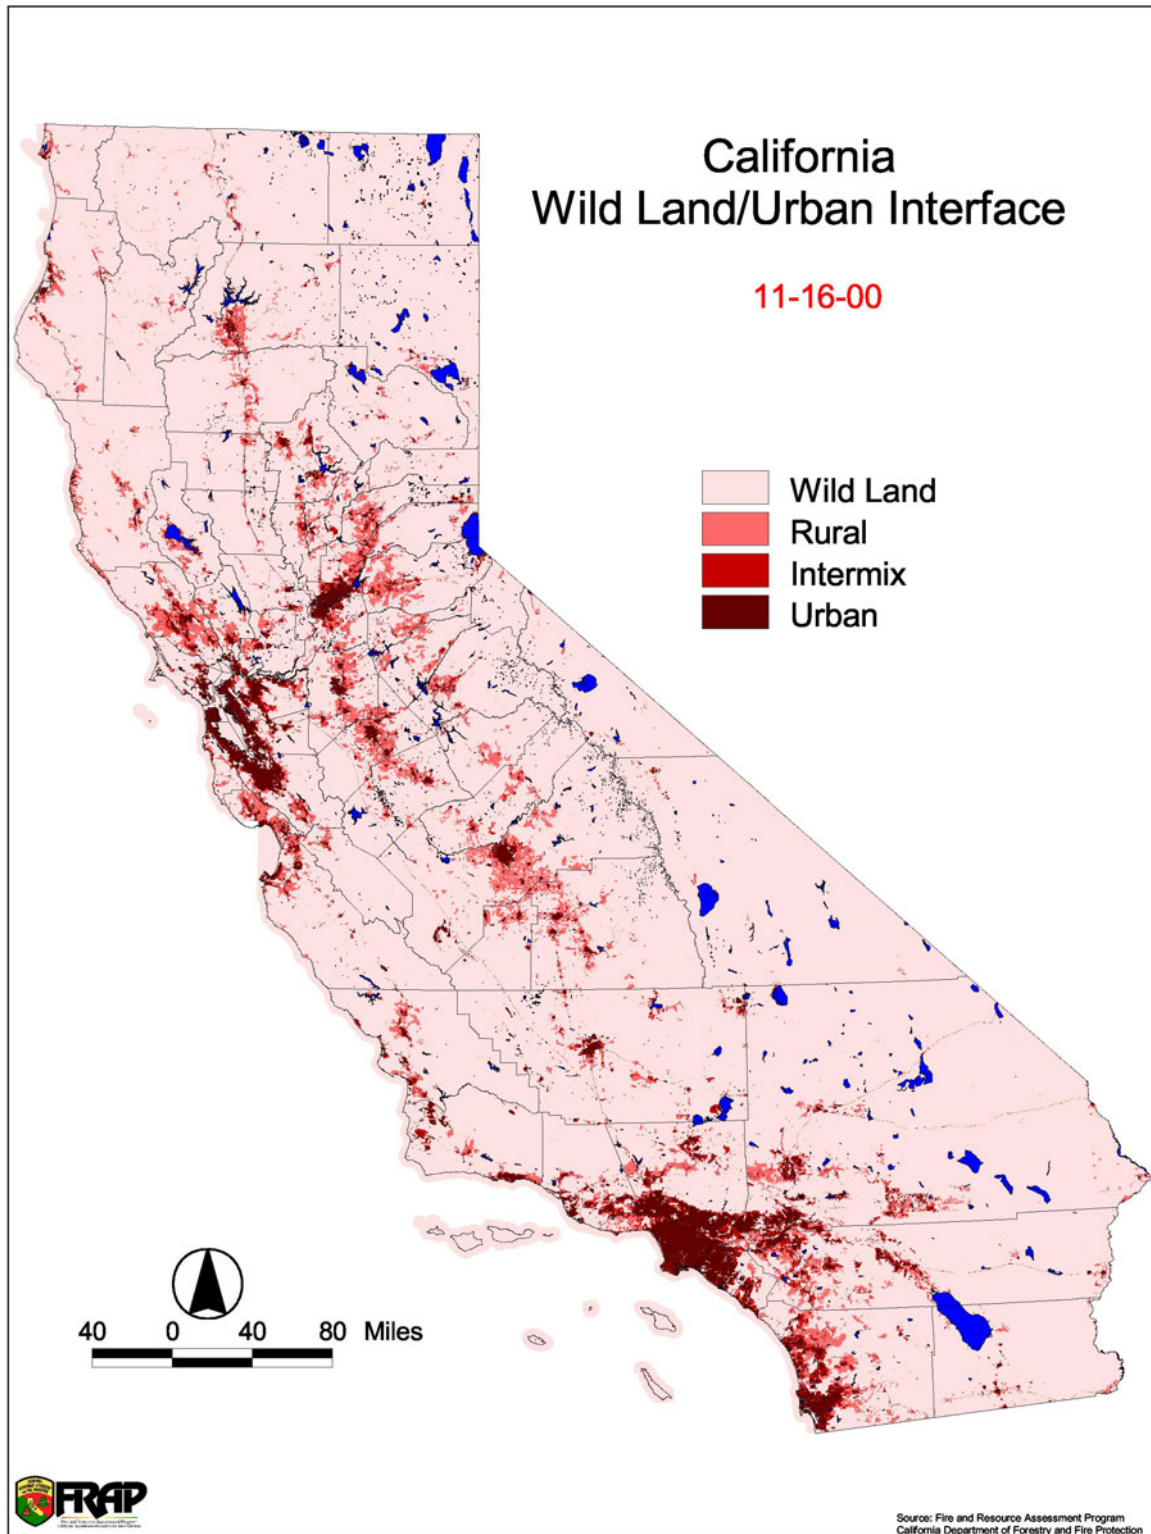 California
Wild Land/Urban Interface
11-16-00
Wild Land
Rural
Intermix
Urban
40 0 40 80 Miles
FRAP
Source: Fire and Resource Assessment Program
California Department of Forestry and Fire Protection